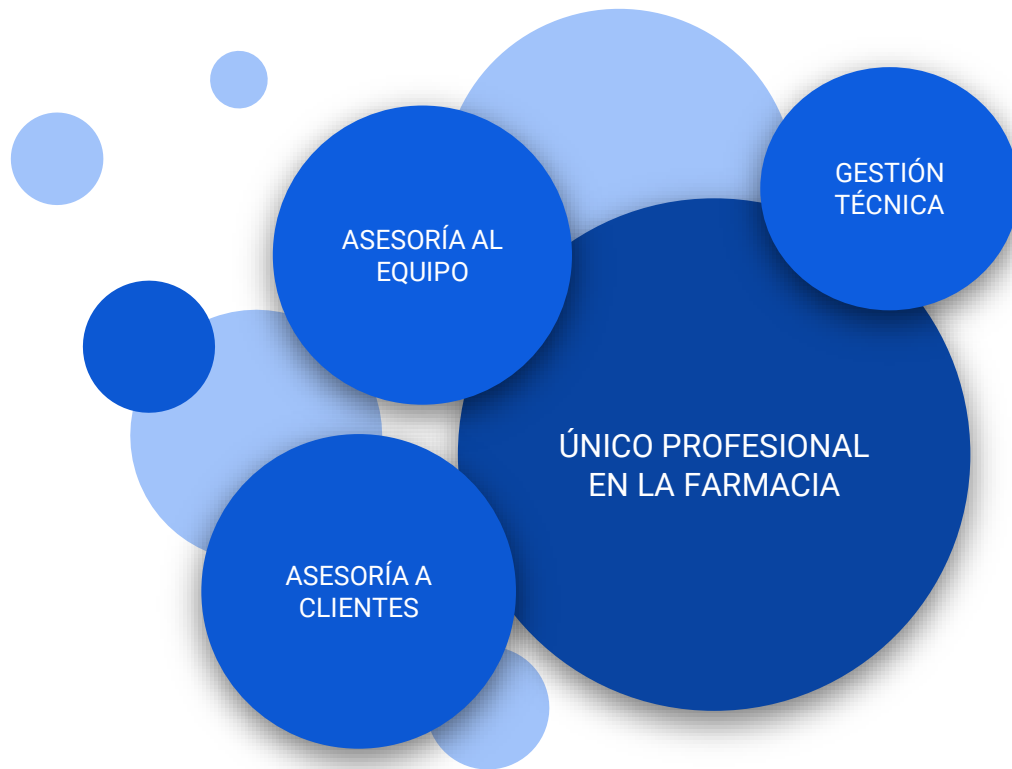 GESTIÓN
TÉCNICA
ASESORÍA AL
EQUIPO
ÚNICO PROFESIONAL
EN LA FARMACIA
ASESORÍA A
CLIENTES